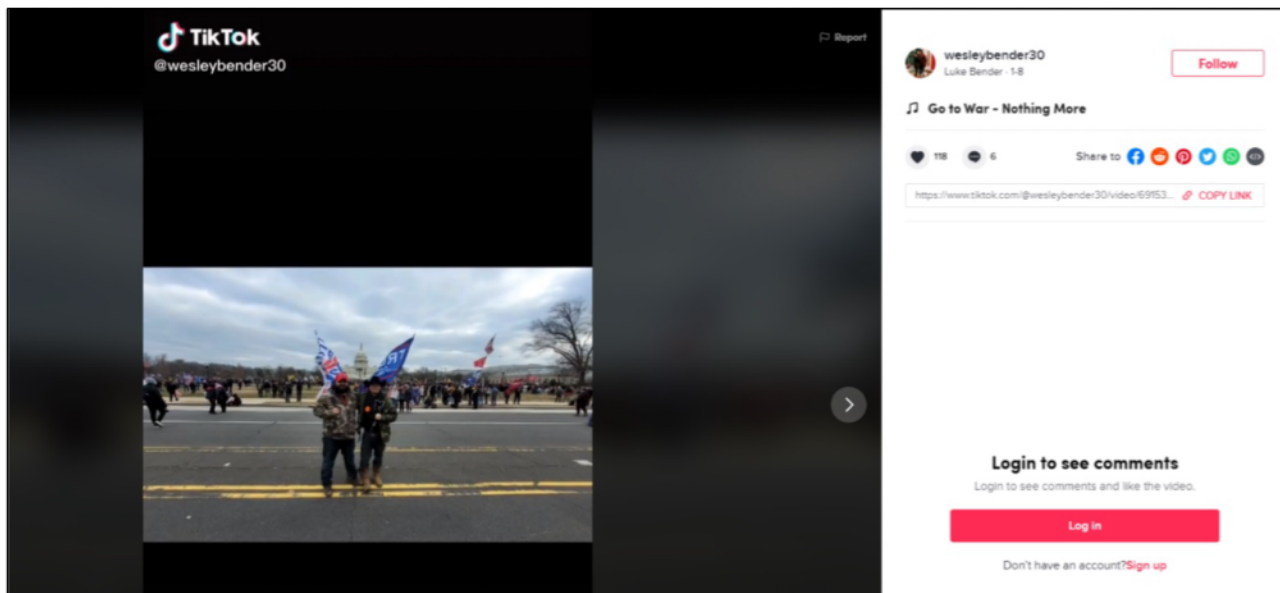 TikTok
@wesleybender30
Report
wesleybender30
Luke Bender · 1-8
Follow
Go to War - Nothing More
118
6
Share to
https://www.tiktok.com/@wesleybender30/video/69153...
COPY LINK
Login to see comments
Login to see comments and like the video.
Log in
Don't have an account? Sign up